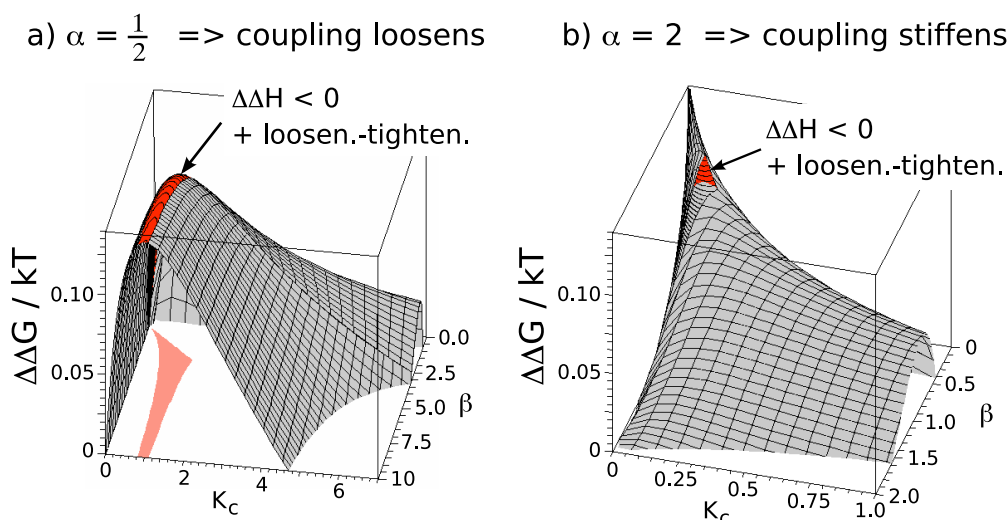 a) α = 1/2 => coupling loosens
ΔΔH < 0
+ loosen.-tighten.
ΔΔG / kT
0.10
0.05
0
0
2
4
6
K_c
0.0
2.5
5.0
7.5
10
β
b) α = 2 => coupling stiffens
ΔΔH < 0
+ loosen.-tighten.
ΔΔG / kT
0.10
0.05
0
0
0.25
0.5
0.75
1.0
K_c
0
0.5
1.0
1.5
2.0
β